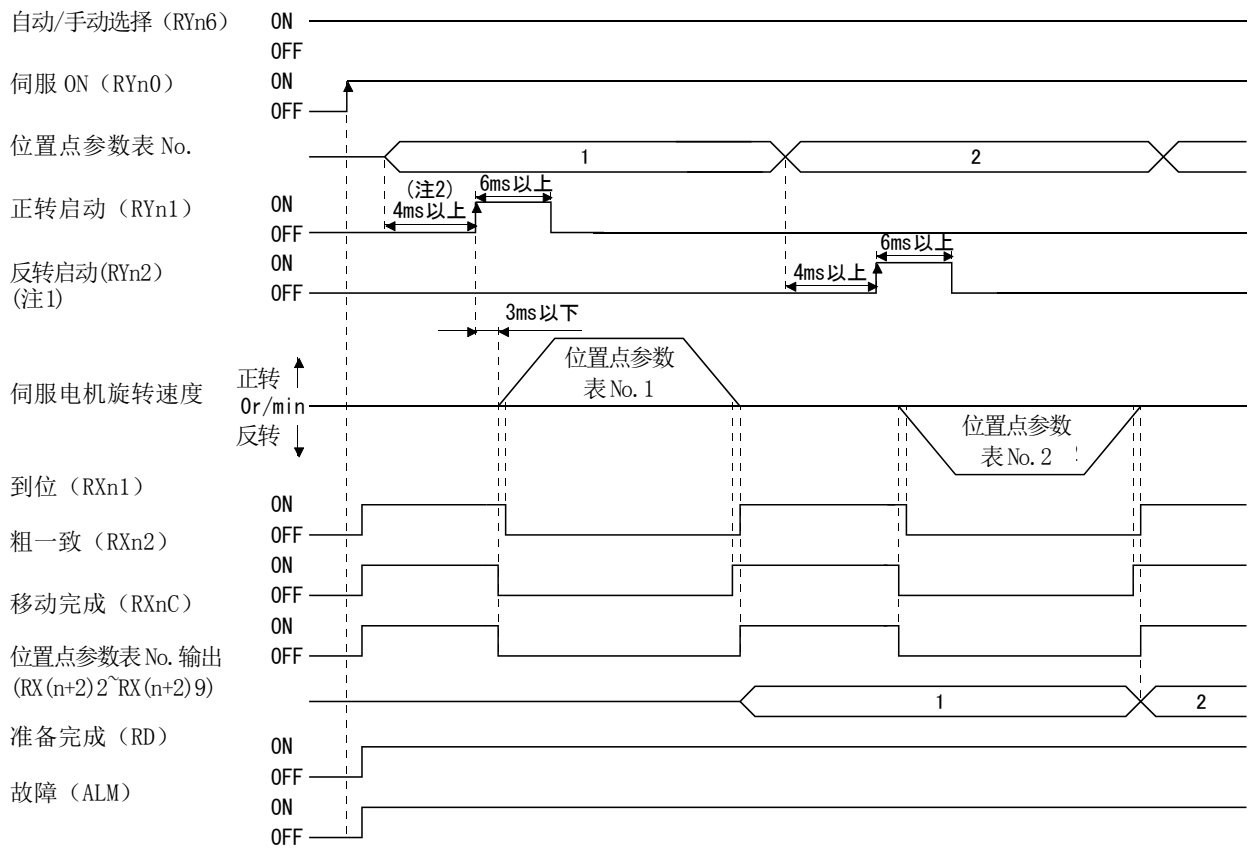 自动/手动选择（RYn6） ON
OFF
伺服 ON（RYn0） ON
OFF
位置点参数表 No. 1 2
正转启动（RYn1） ON
OFF
(注2)
4ms以上
6ms以上
反转启动(RYn2) ON
(注1) OFF
4ms以上
6ms以上
3ms以下
伺服电机旋转速度
正转
0r/min
反转
位置点参数
表No.1
位置点参数
表No.2
到位（RXn1） ON
OFF
粗一致（RXn2） ON
OFF
移动完成（RXnC） ON
OFF
位置点参数表No.输出
(RX(n+2)2~RX(n+2)9) 1 2
准备完成（RD） ON
OFF
故障（ALM） ON
OFF